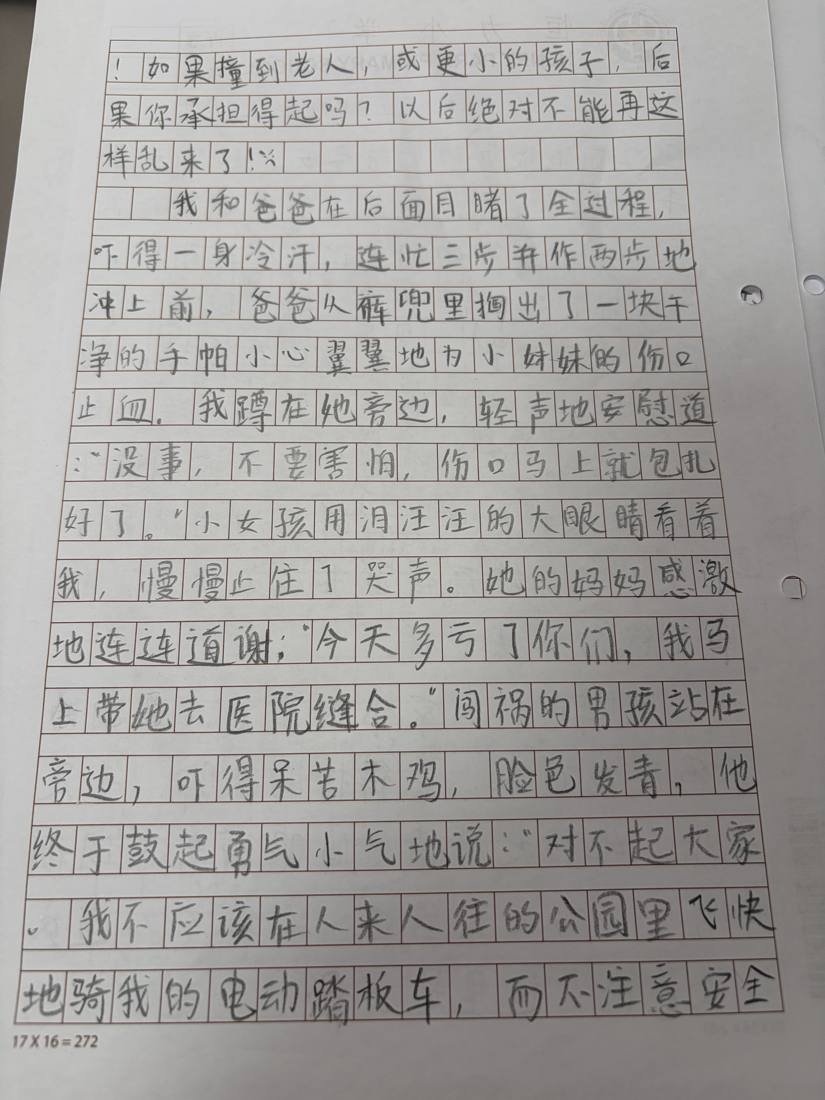 ！如果撞到老人，或更小的孩子，后
果你承担得起吗？以后绝对不能再这
样乱来了！”
我和爸爸在后面目睹了全过程，
吓得一身冷汗，连忙三步并作两步地
冲上前，爸爸从裤兜里掏出了一块干
净的手帕小心翼翼地为小妹妹的伤口
止血。我蹲在她旁边，轻声地安慰道
：“没事，不要害怕，伤口马上就包扎
好了。”小女孩用泪汪汪的大眼睛看着
我，慢慢止住了哭声。她的妈妈感激
地连连道谢：“今天多亏了你们，我马
上带她去医院缝合。”闯祸的男孩站在
旁边，吓得呆若木鸡，脸色发青，他
终于鼓起勇气小气地说：“对不起大家
。我不应该在人来人往的公园里飞快
地骑我的电动踏板车，而不注意安全
17×16=272